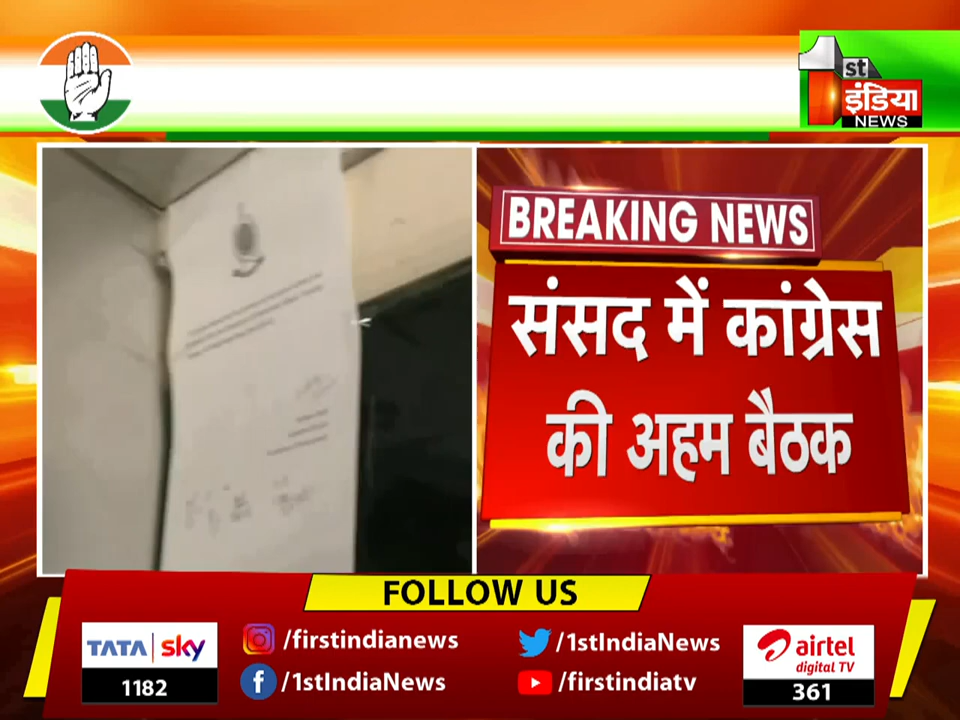 1st
इंडिया
NEWS
BREAKING NEWS
संसद में कांग्रेस
की अहम बैठक
FOLLOW US
TATA sky
1182
/firstindianews
/1stIndiaNews
/1stIndiaNews
/firstindiatv
airtel
digital TV
361